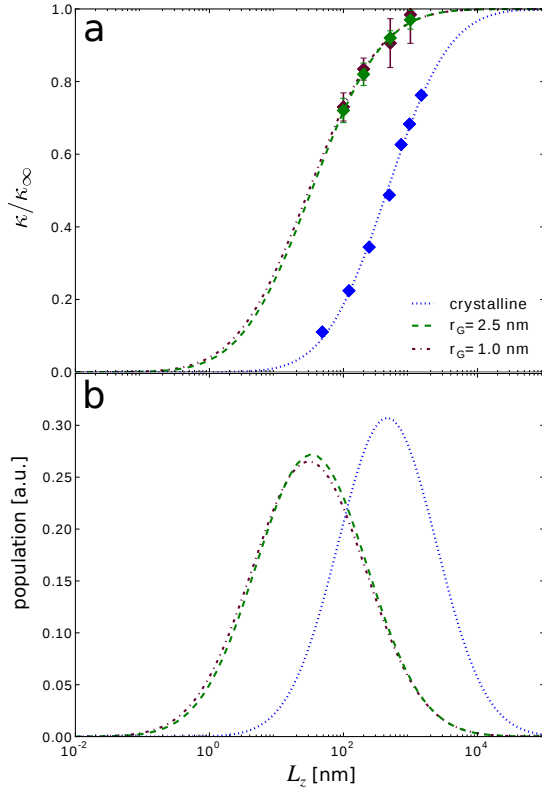 a
1.0
0.8
0.6
0.4
0.2
0.0
κ/κ∞
crystalline
r_G= 2.5 nm
r_G= 1.0 nm
b
0.30
0.25
0.20
0.15
0.10
0.05
0.00
population [a.u.]
10^-2 10^0 10^2 10^4
L_z [nm]